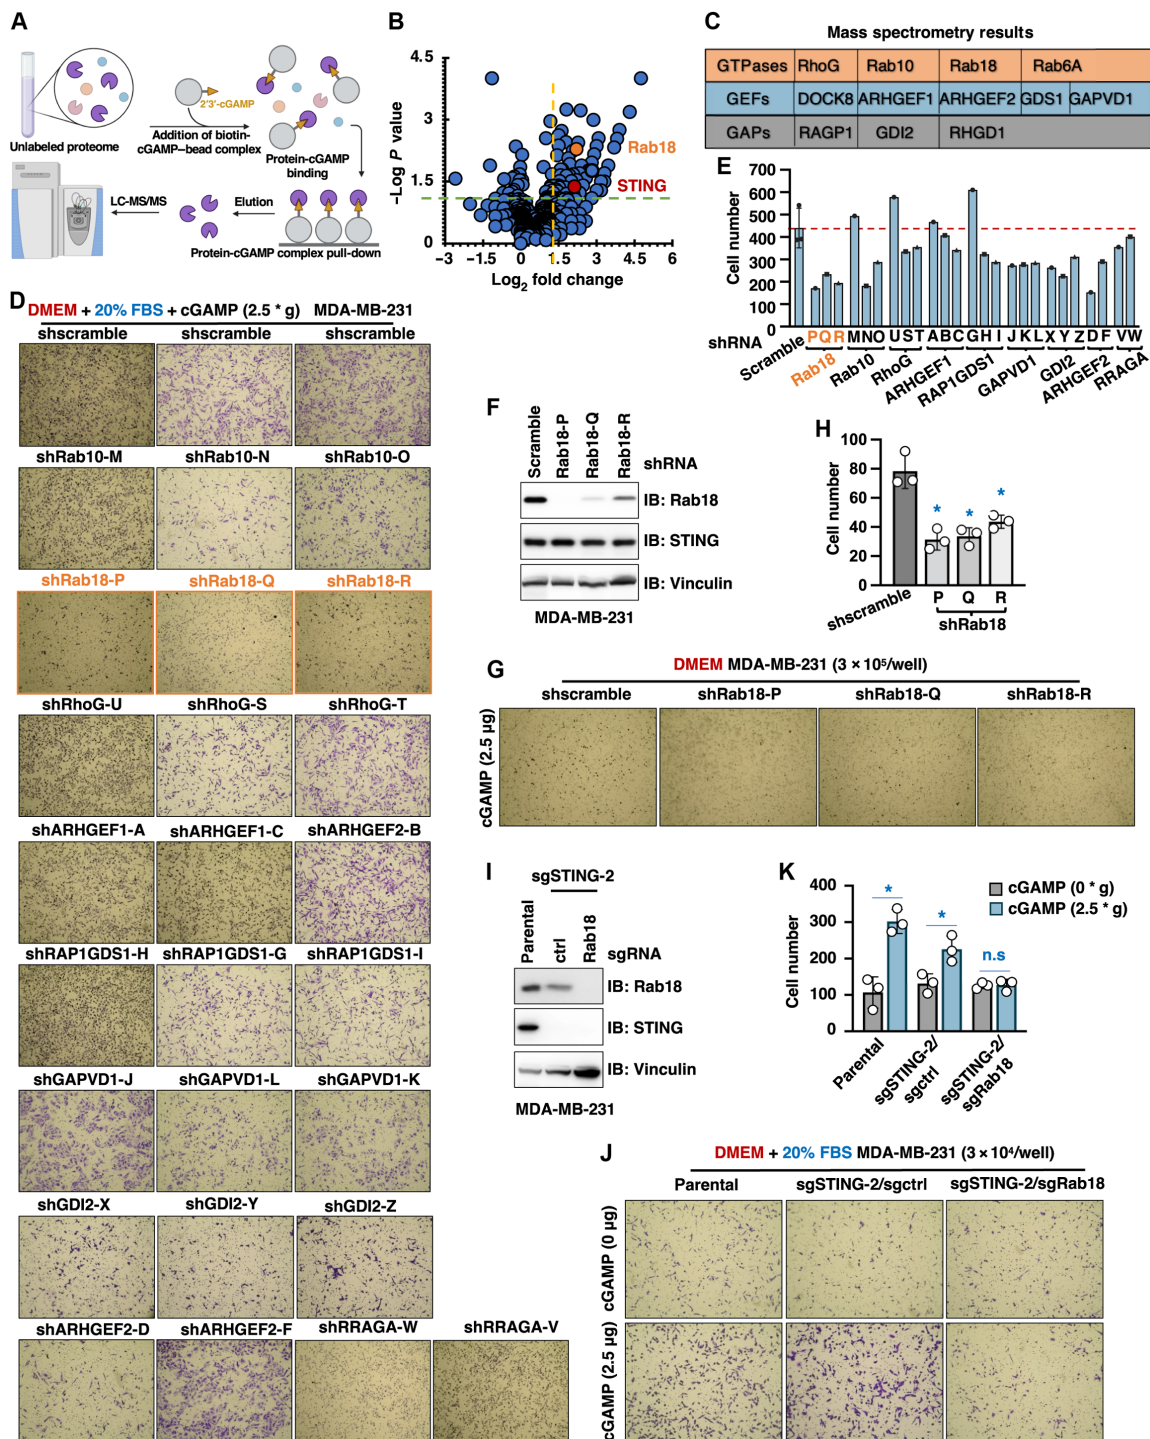 A
Unlabeled proteome
2'3'-cGAMP
Addition of biotin-
cGAMP–bead complex
Protein-cGAMP
binding
LC-MS/MS
Elution
Protein-cGAMP complex pull-down
B
−Log P value
4.5
3
1.5
0
Rab18
STING
−3 −1.5 0 1.5 3 4.5 6
Log2 fold change
C
Mass spectrometry results
GTPases RhoG Rab10 Rab18 Rab6A
GEFs DOCK8 ARHGEF1 ARHGEF2 GDS1 GAPVD1
GAPs RAGP1 GDI2 RHGD1
E
Cell number
700
600
500
400
300
200
100
0
shRNA
P Q R M N O U S T A B C G H I J K L X Y Z D F V W
Scramble
Rab18
Rab10
RhoG
ARHGEF1
RAP1GDS1
GAPVD1
GDI2
ARHGEF2
RRAGA
D
DMEM + 20% FBS + cGAMP (2.5 * g) MDA-MB-231
shscramble shscramble shscramble
shRab10-M shRab10-N shRab10-O
shRab18-P shRab18-Q shRab18-R
shRhoG-U shRhoG-S shRhoG-T
shARHGEF1-A shARHGEF1-C shARHGEF2-B
shRAP1GDS1-H shRAP1GDS1-G shRAP1GDS1-I
shGAPVD1-J shGAPVD1-L shGAPVD1-K
shGDI2-X shGDI2-Y shGDI2-Z
shARHGEF2-D shARHGEF2-F shRRAGA-W shRRAGA-V
F
Scramble
Rab18-P
Rab18-Q
Rab18-R
shRNA
IB: Rab18
IB: STING
IB: Vinculin
MDA-MB-231
H
Cell number
100
80
60
40
20
0
* * *
shscramble
P Q R
shRab18
G
DMEM MDA-MB-231 (3 × 10⁵/well)
shscramble shRab18-P shRab18-Q shRab18-R
cGAMP (2.5 µg)
I
sgSTING-2
Parental
ctrl
Rab18
sgRNA
IB: Rab18
IB: STING
IB: Vinculin
MDA-MB-231
K
Cell number
400
300
200
100
0
cGAMP (0 * g)
cGAMP (2.5 * g)
* * n.s
Parental
sgSTING-2/
sgctrl
sgSTING-2/
sgRab18
J
DMEM + 20% FBS MDA-MB-231 (3 × 10⁴/well)
Parental sgSTING-2/sgctrl sgSTING-2/sgRab18
cGAMP (0 µg)
cGAMP (2.5 µg)